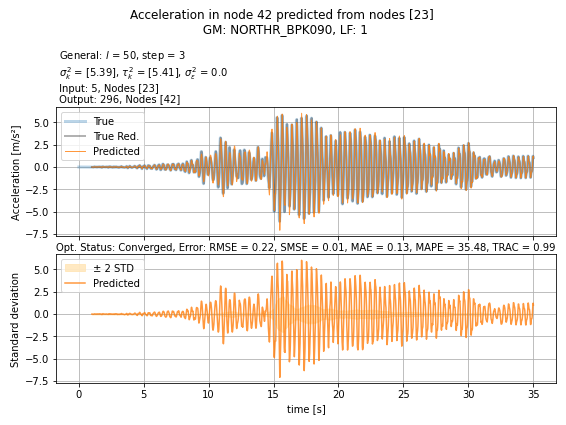 Acceleration in node 42 predicted from nodes [23]
GM: NORTHR_BPK090, LF: 1
General: l = 50, step = 3
σ²ₖ = [5.39], τ²ₖ = [5.41], σ²ε = 0.0
Input: 5, Nodes [23]
Output: 296, Nodes [42]
True
True Red.
Predicted
Acceleration [m/s²]
5.0
2.5
0.0
−2.5
−5.0
−7.5
Opt. Status: Converged, Error: RMSE = 0.22, SMSE = 0.01, MAE = 0.13, MAPE = 35.48, TRAC = 0.99
± 2 STD
Predicted
Standard deviation
5.0
2.5
0.0
−2.5
−5.0
−7.5
0 5 10 15 20 25 30 35
time [s]